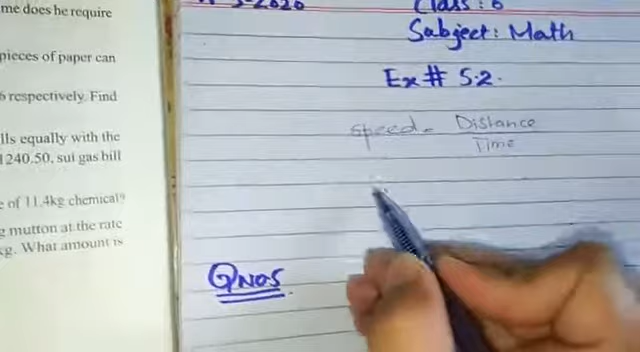 me does he require
pieces of paper can
6 respectively. Find
lls equally with the
1240.50, sui gas bill
e of 11.4kg chemical
g mutton at the rate
kg. What amount is
Class: 6
Subject: Math
Ex# 5.2.
speed = Distance
Time
QNO5